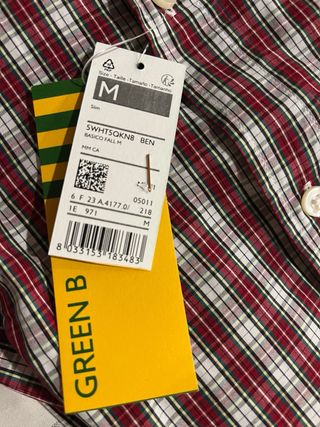 Size - Taille - Tamaño - Tamanho
M
Slim
5WHT5QKN8 BEN
BASICO FALL M
MM CA
05011
6 F 23 A.4177.0/ 218
1E 971 M
8 033153 183483
GREEN B